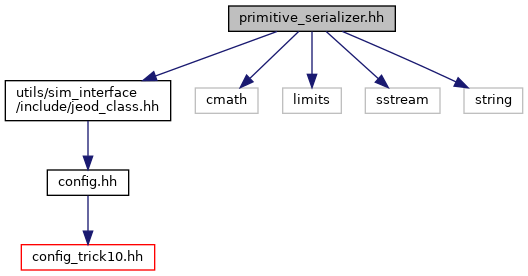 primitive_serializer.hh
utils/sim_interface
/include/jeod_class.hh
cmath
limits
sstream
string
config.hh
config_trick10.hh